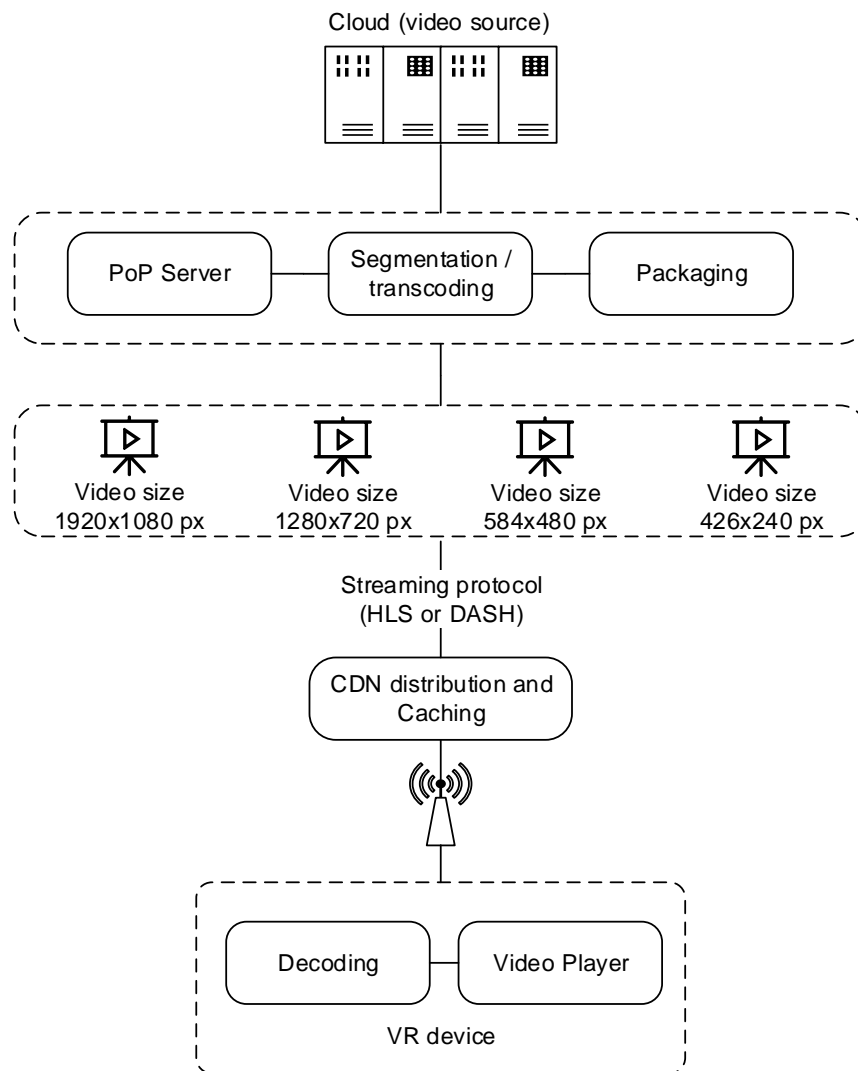 Cloud (video source)
PoP Server
Segmentation /
transcoding
Packaging
Video size
1920x1080 px
Video size
1280x720 px
Video size
584x480 px
Video size
426x240 px
Streaming protocol
(HLS or DASH)
CDN distribution and
Caching
Decoding
Video Player
VR device